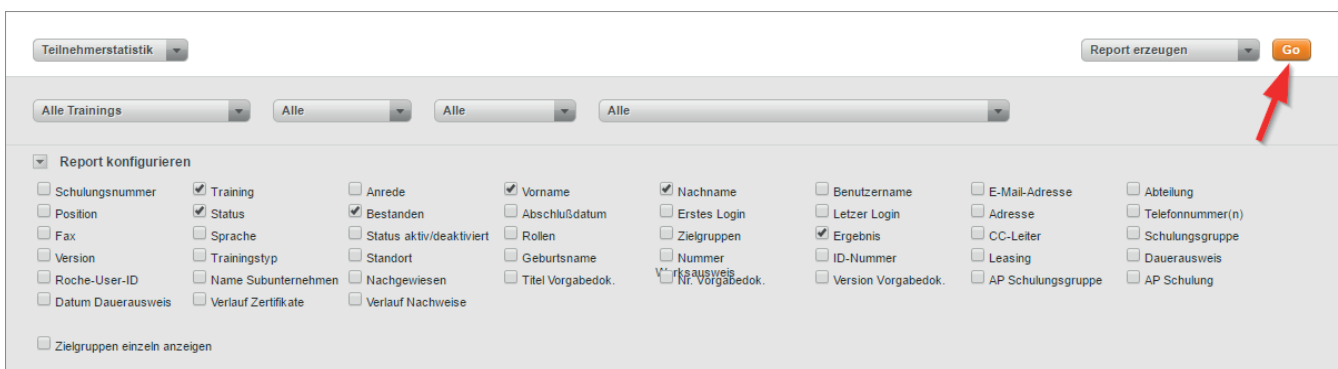 Teilnehmerstatistik Report erzeugen Go
Alle Trainings Alle Alle Alle
Report konfigurieren
Schulungsnummer Training Anrede Vorname Nachname Benutzername E-Mail-Adresse Abteilung
Position Status Bestanden Abschlußdatum Erstes Login Letzer Login Adresse Telefonnummer(n)
Fax Sprache Status aktiv/deaktiviert Rollen Zielgruppen Ergebnis CC-Leiter Schulungsgruppe
Version Trainingstyp Standort Geburtsname Nummer Werksausweis ID-Nummer Leasing Dauerausweis
Roche-User-ID Name Subunternehmen Nachgewiesen Titel Vorgabedok. Nr. Vorgabedok. Version Vorgabedok. AP Schulungsgruppe AP Schulung
Datum Dauerausweis Verlauf Zertifikate Verlauf Nachweise
Zielgruppen einzeln anzeigen